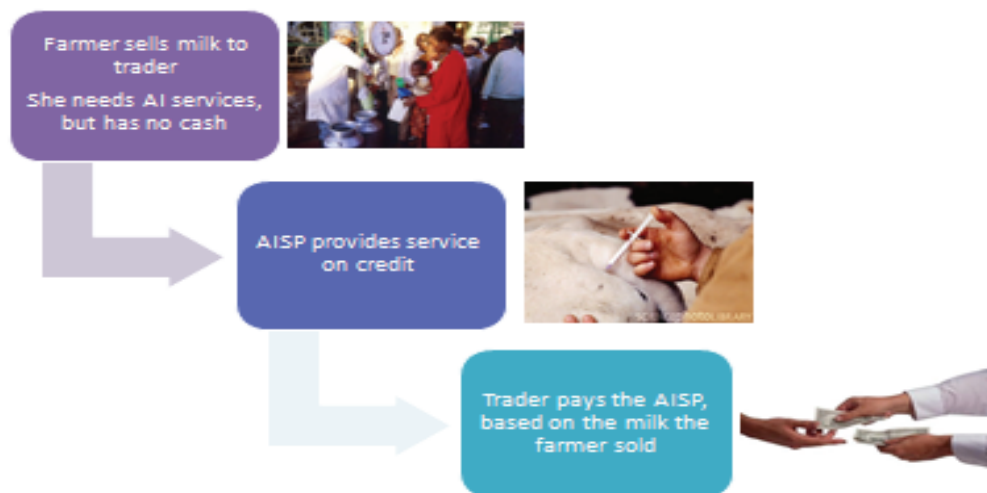 Farmer sells milk to
trader
She needs AI services,
but has no cash
AISP provides service
on credit
Trader pays the AISP,
based on the milk the
farmer sold